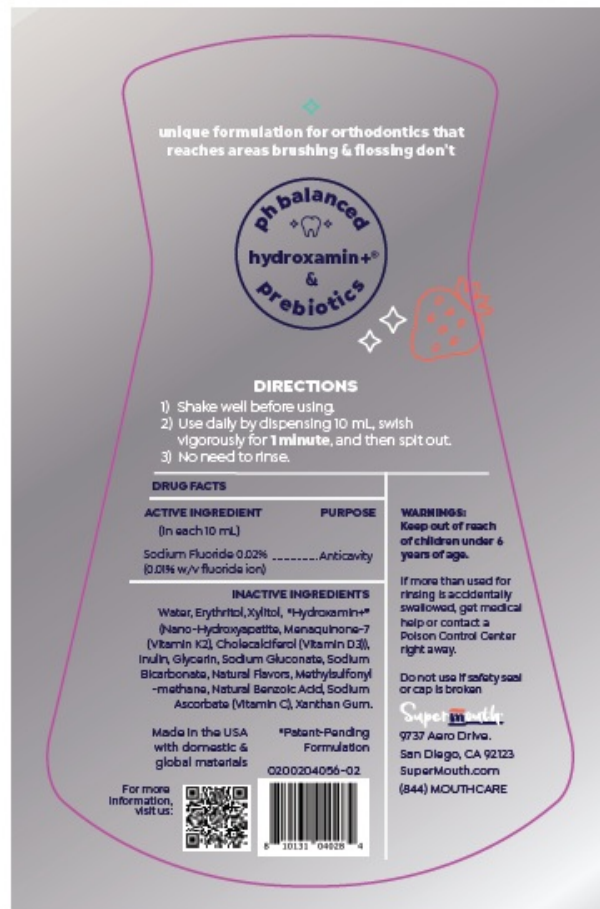 unique formulation for orthodontics that
reaches areas brushing & flossing don't
ph balanced
hydroxamin+®
&
prebiotics
DIRECTIONS
1) Shake well before using.
2) Use daily by dispensing 10 mL, swish
vigorously for 1 minute, and then spit out.
3) No need to rinse.
DRUG FACTS
ACTIVE INGREDIENT PURPOSE
(In each 10 mL)
Sodium Fluoride 0.02% ........ Anticavity
(0.01% w/v fluoride ion)
INACTIVE INGREDIENTS
Water, Erythritol, Xylitol, *Hydroxamin+®
(Nano-Hydroxyapatite, Menaquinone-7
(Vitamin K2), Cholecalciferol (Vitamin D3)),
Inulin, Glycerin, Sodium Gluconate, Sodium
Bicarbonate, Natural Flavors, Methylsulfonyl
-methane, Natural Benzoic Acid, Sodium
Ascorbate (Vitamin C), Xanthan Gum.
Made in the USA
with domestic &
global materials
*Patent-Pending
Formulation
0200204056-02
For more
information,
visit us:
8 10131 04028 4
WARNINGS:
Keep out of reach
of children under 6
years of age.
If more than used for
rinsing is accidentally
swallowed, get medical
help or contact a
Poison Control Center
right away.
Do not use if safety seal
or cap is broken
Supermouth
9737 Aero Drive.
San Diego, CA 92123
SuperMouth.com
(844) MOUTHCARE